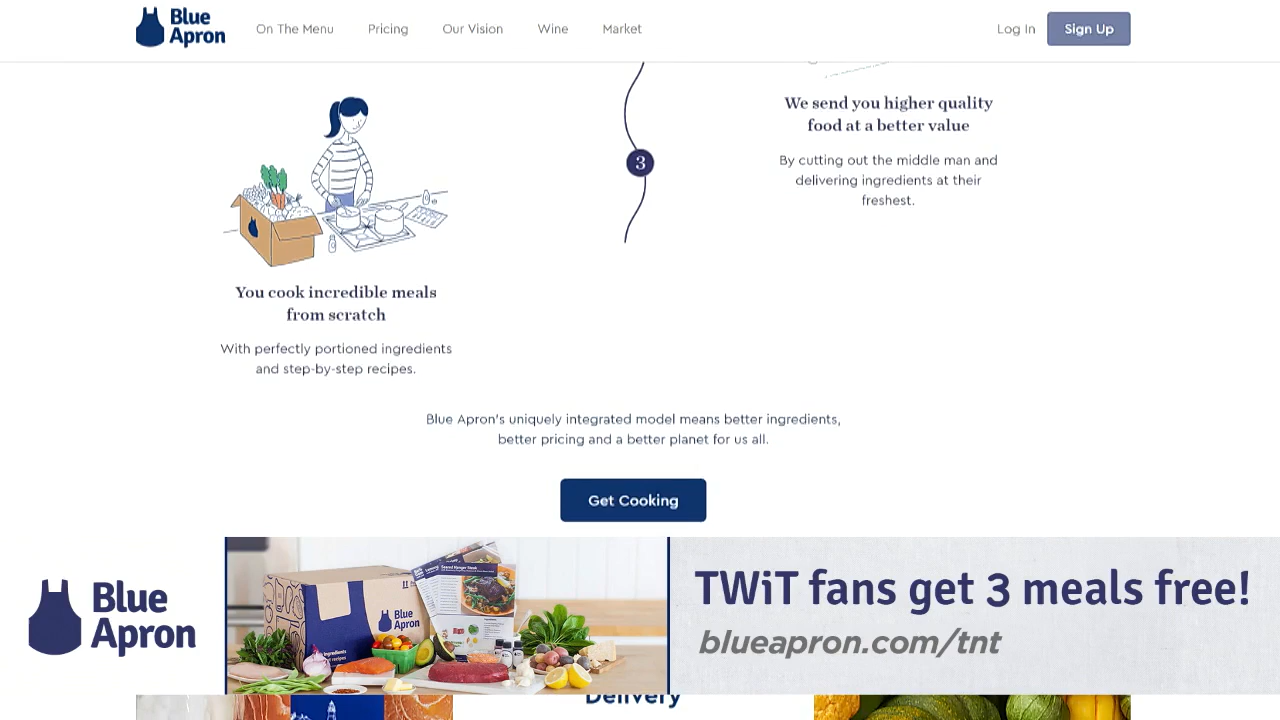 Blue
Apron
On The Menu
Pricing
Our Vision
Wine
Market
Log In
Sign Up
We send you higher quality
food at a better value
3
By cutting out the middle man and
delivering ingredients at their
freshest.
You cook incredible meals
from scratch
With perfectly portioned ingredients
and step-by-step recipes.
Blue Apron's uniquely integrated model means better ingredients,
better pricing and a better planet for us all.
Get Cooking
Blue
Apron
Blue
Apron
TWiT fans get 3 meals free!
blueapron.com/tnt
Delivery